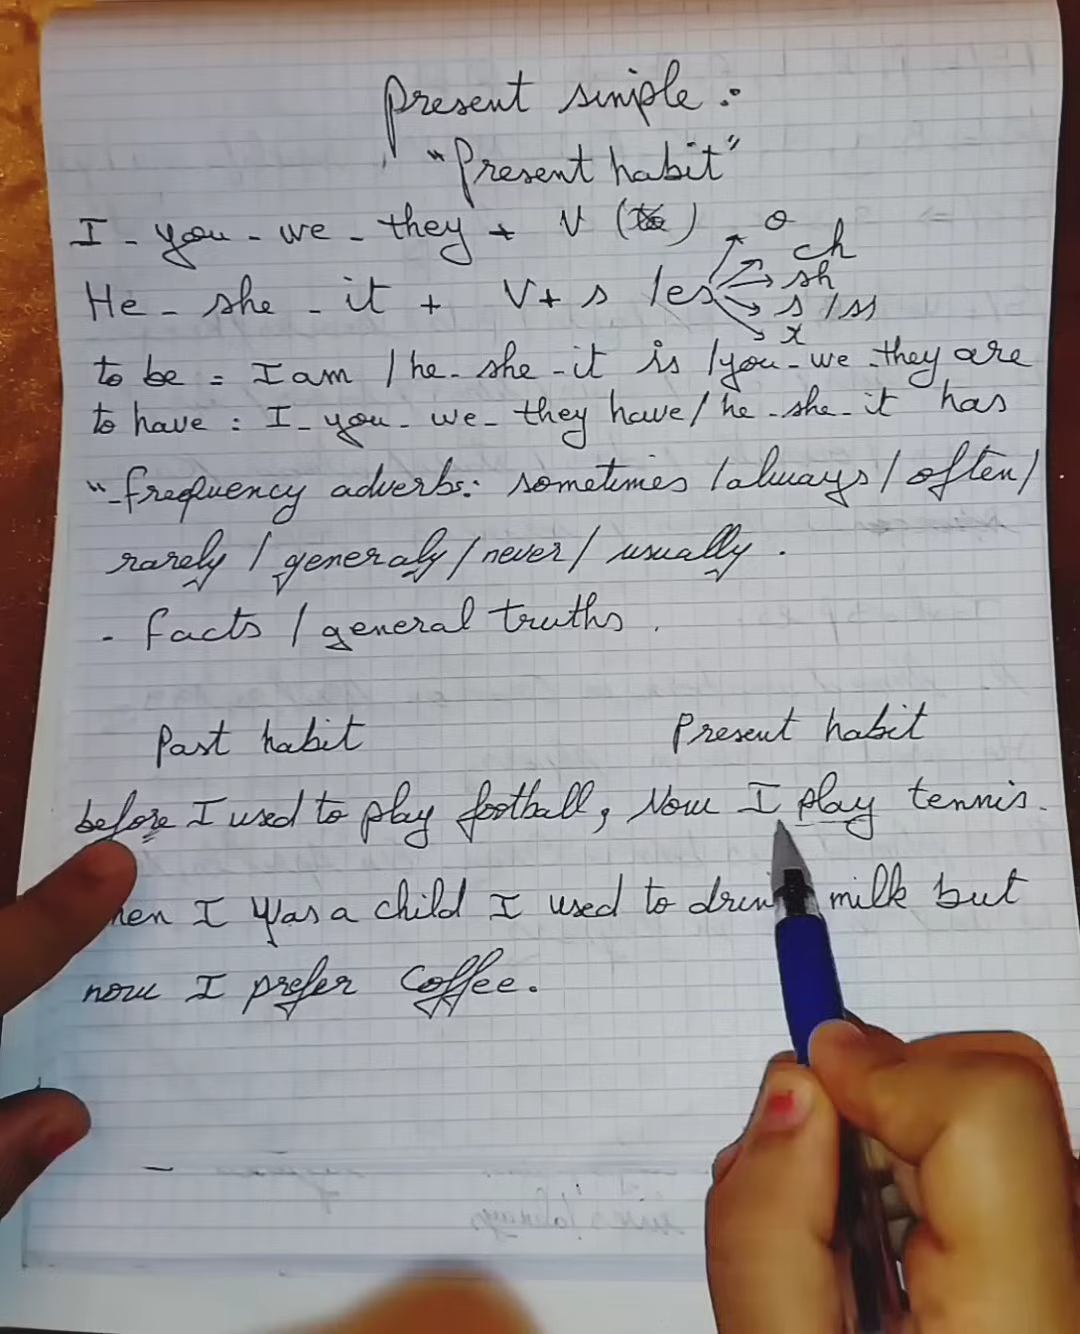 Present simple :
"Present habit"
I - you - we - they + V (to)
He - she - it + V + s / es → o
ch
sh
s / ss
x
to be = I am / he - she - it is / you - we - they are
to have : I - you - we - they have / he - she - it has
"- frequency adverbs: sometimes / always / often /
rarely / generaly / never / usually .
- facts / general truths .
Past habit Present habit
before I used to play football, Now I play tennis.
I was a child I used to milk but
now I prefer coffee.